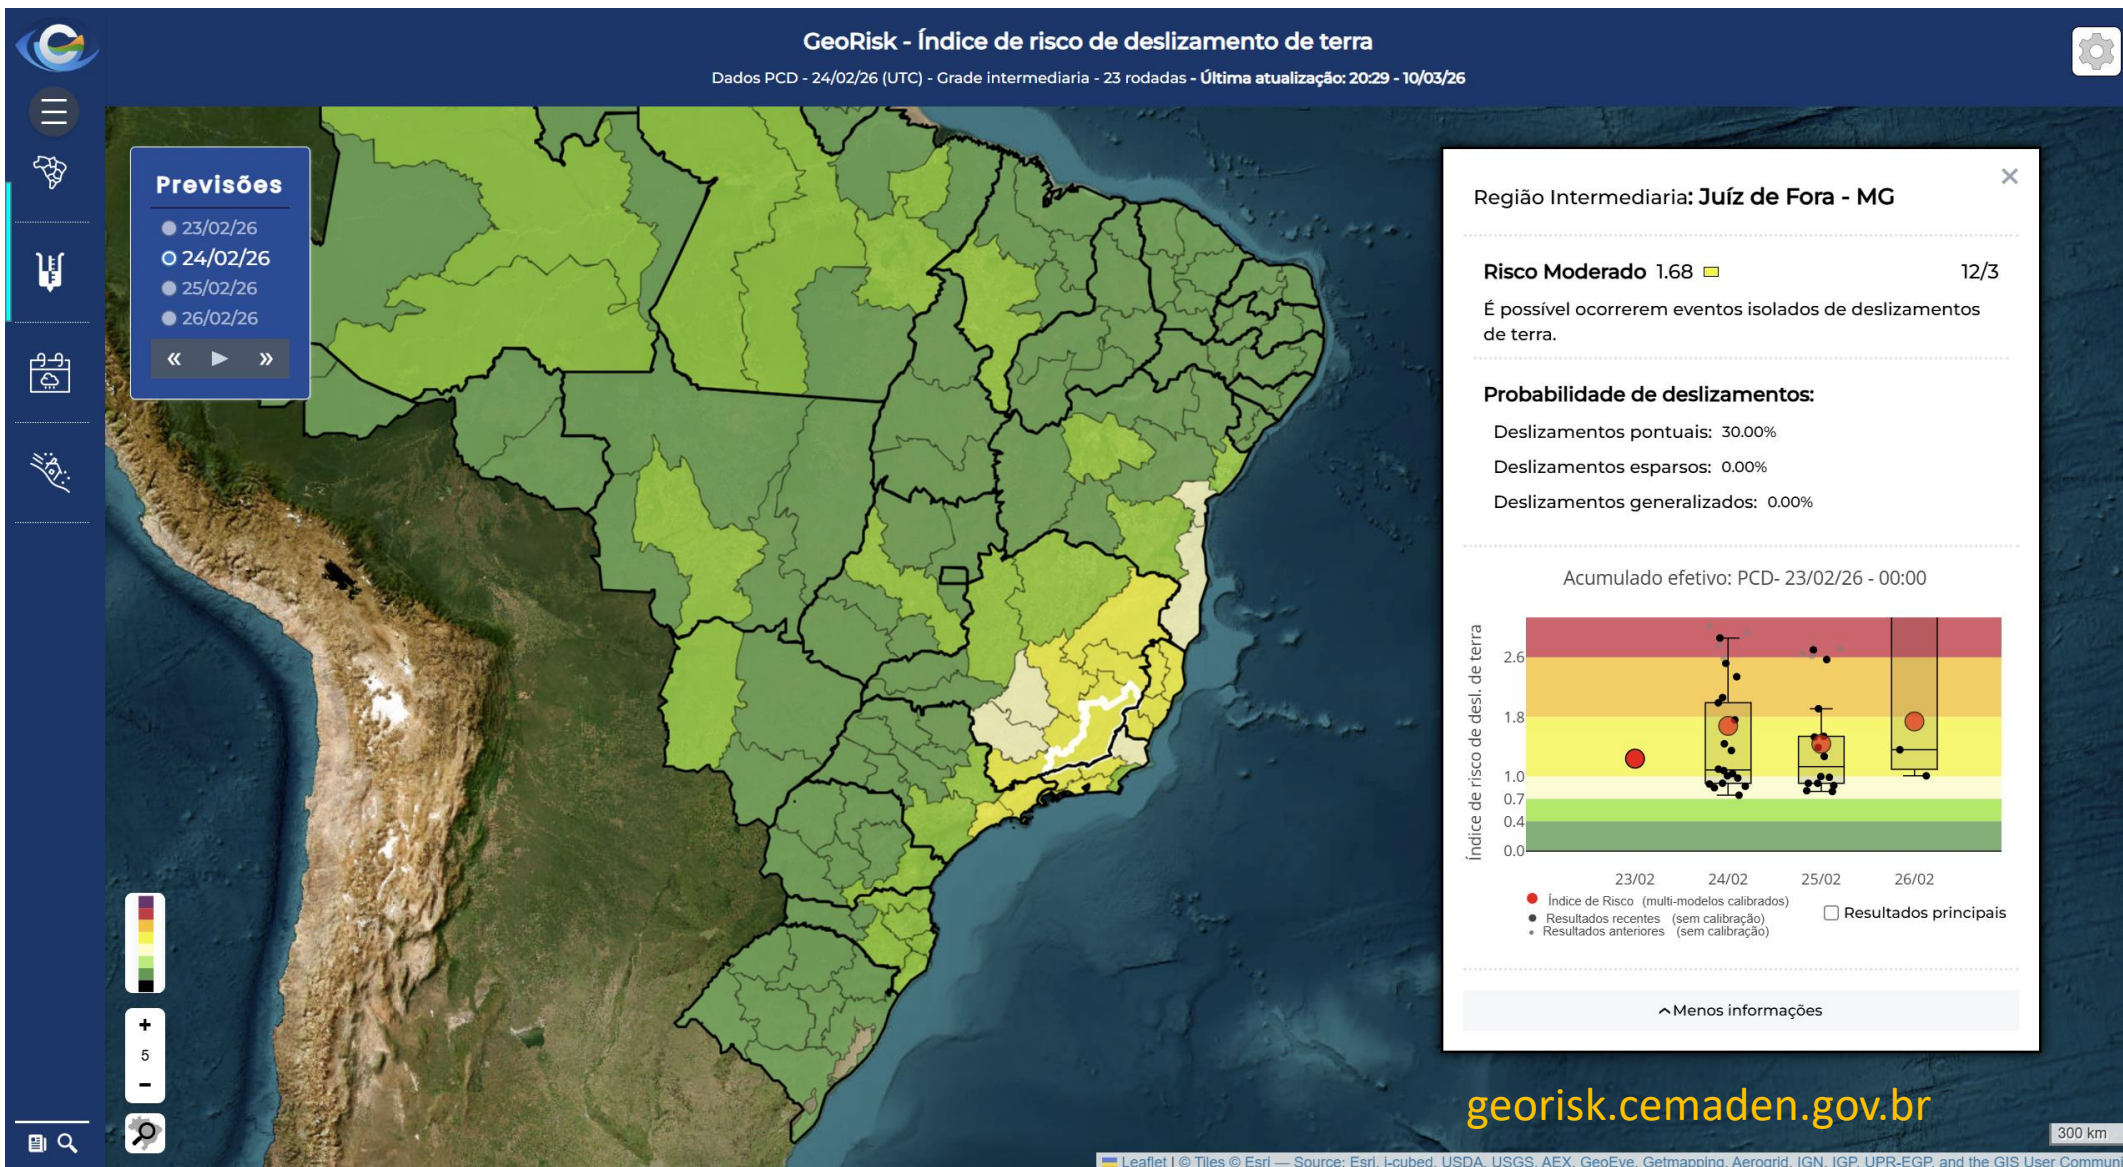 GeoRisk - Índice de risco de deslizamento de terra
Dados PCD - 24/02/26 (UTC) - Grade intermediaria - 23 rodadas - Última atualização: 20:29 - 10/03/26
Previsões
23/02/26
24/02/26
25/02/26
26/02/26
Região Intermediaria: Juíz de Fora - MG
Risco Moderado 1.68 12/3
É possível ocorrerem eventos isolados de deslizamentos
de terra.
Probabilidade de deslizamentos:
Deslizamentos pontuais: 30.00%
Deslizamentos esparsos: 0.00%
Deslizamentos generalizados: 0.00%
Acumulado efetivo: PCD- 23/02/26 - 00:00
Índice de risco de desl. de terra
2.6
1.8
1.0
0.7
0.4
0.0
23/02 24/02 25/02 26/02
Índice de Risco (multi-modelos calibrados)
Resultados recentes (sem calibração)
Resultados anteriores (sem calibração)
Resultados principais
Menos informações
+
5
−
georisk.cemaden.gov.br
300 km
Leaflet | © Tiles © Esri — Source: Esri, i-cubed, USDA, USGS, AEX, GeoEye, Getmapping, Aerogrid, IGN, IGP, UPR-EGP, and the GIS User Commun